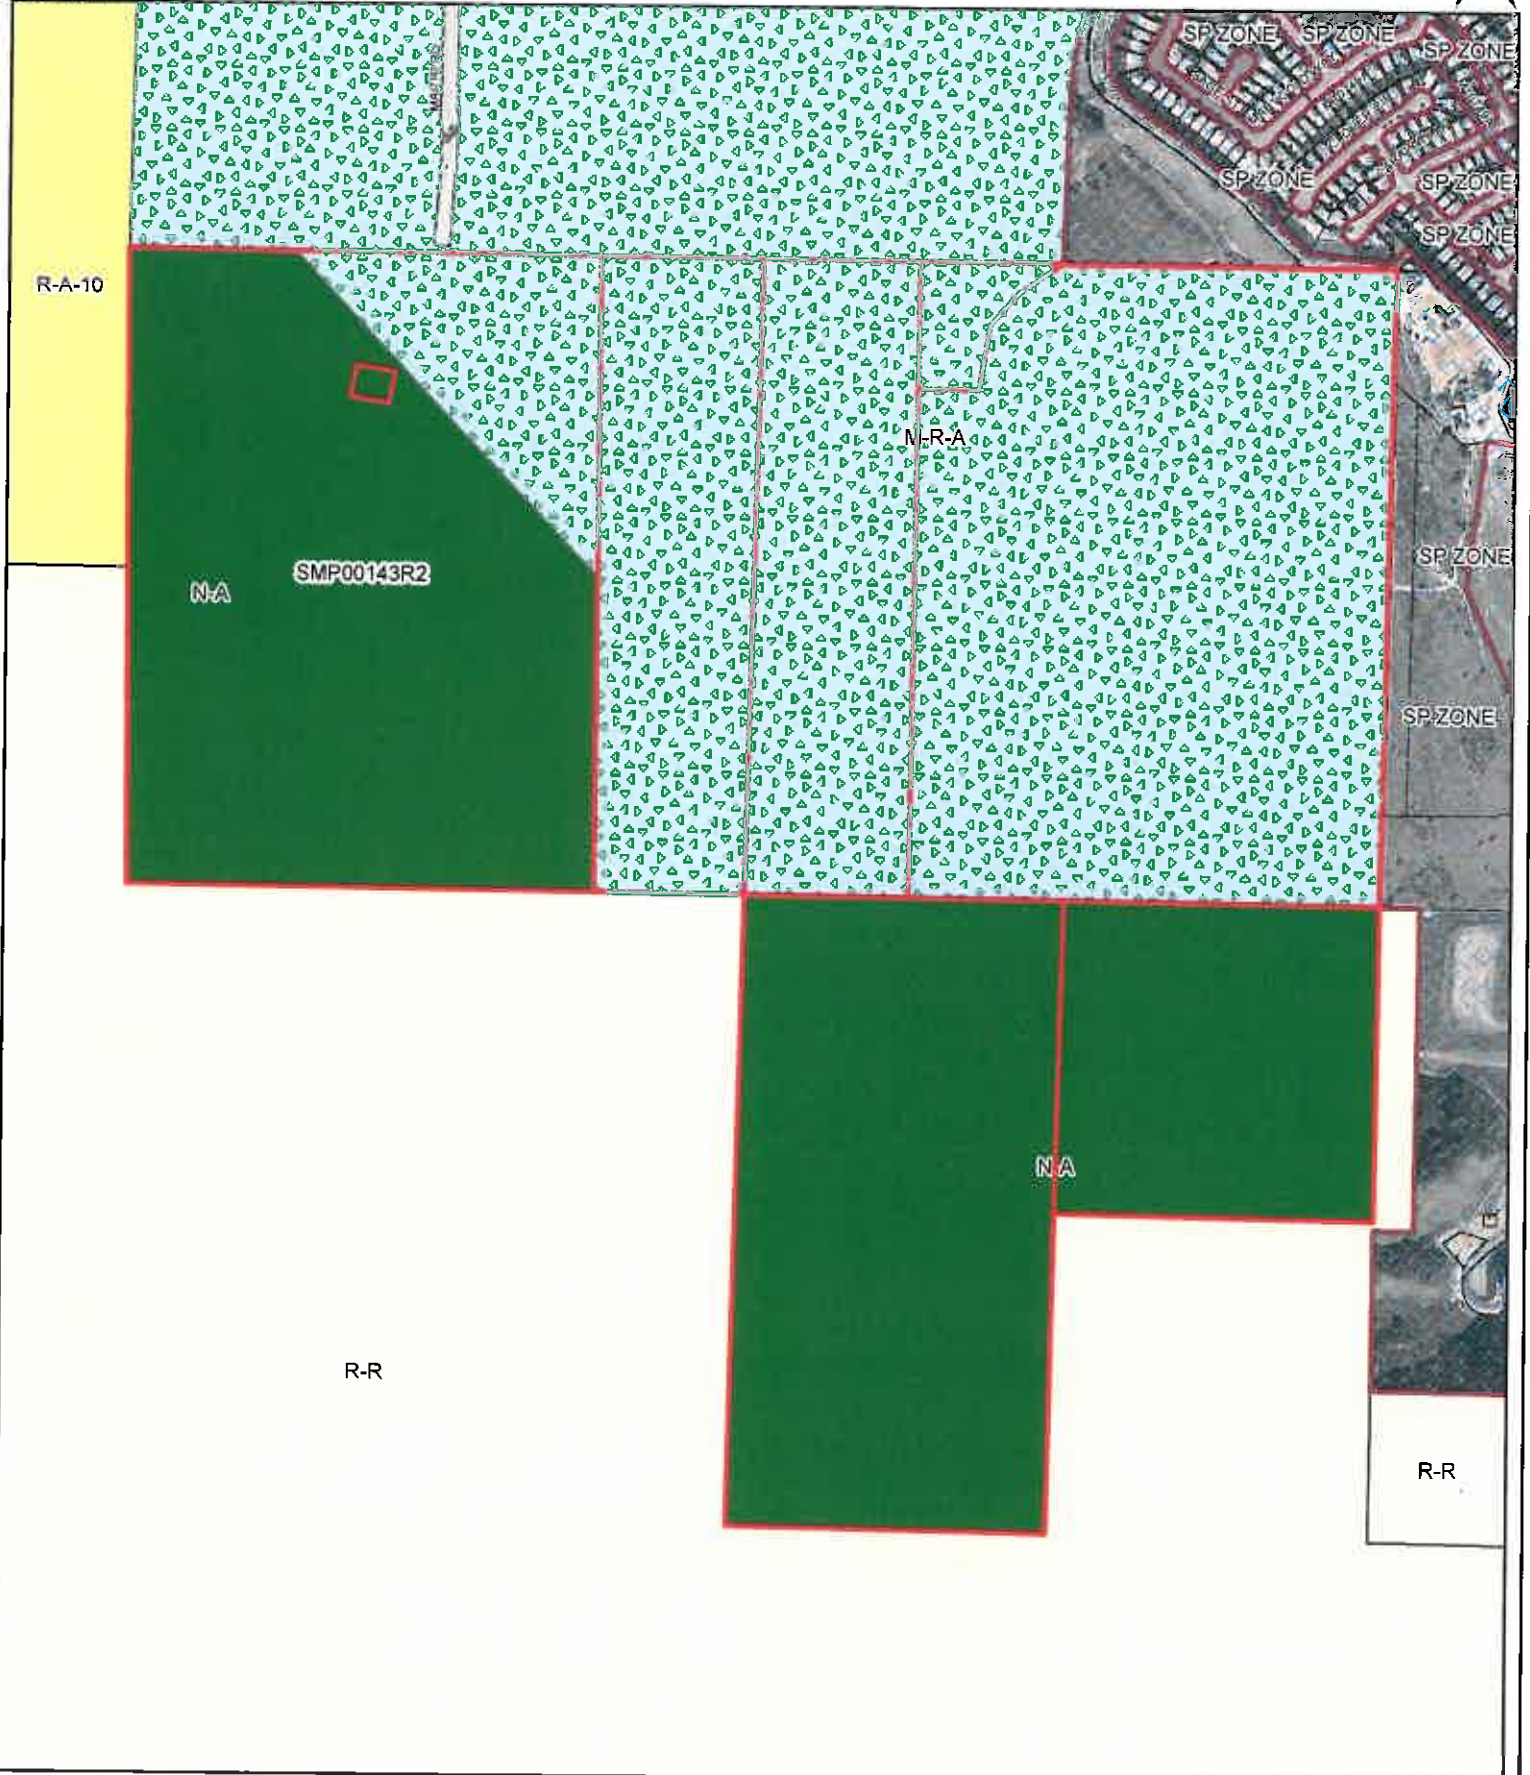 SP ZONE SP ZONE
SP ZONE
SP ZONE SP ZONE
SP ZONE
R-A-10
M-R-A
SP ZONE
SMP00143R2
N-A
SP ZONE
N-A
R-R
R-R